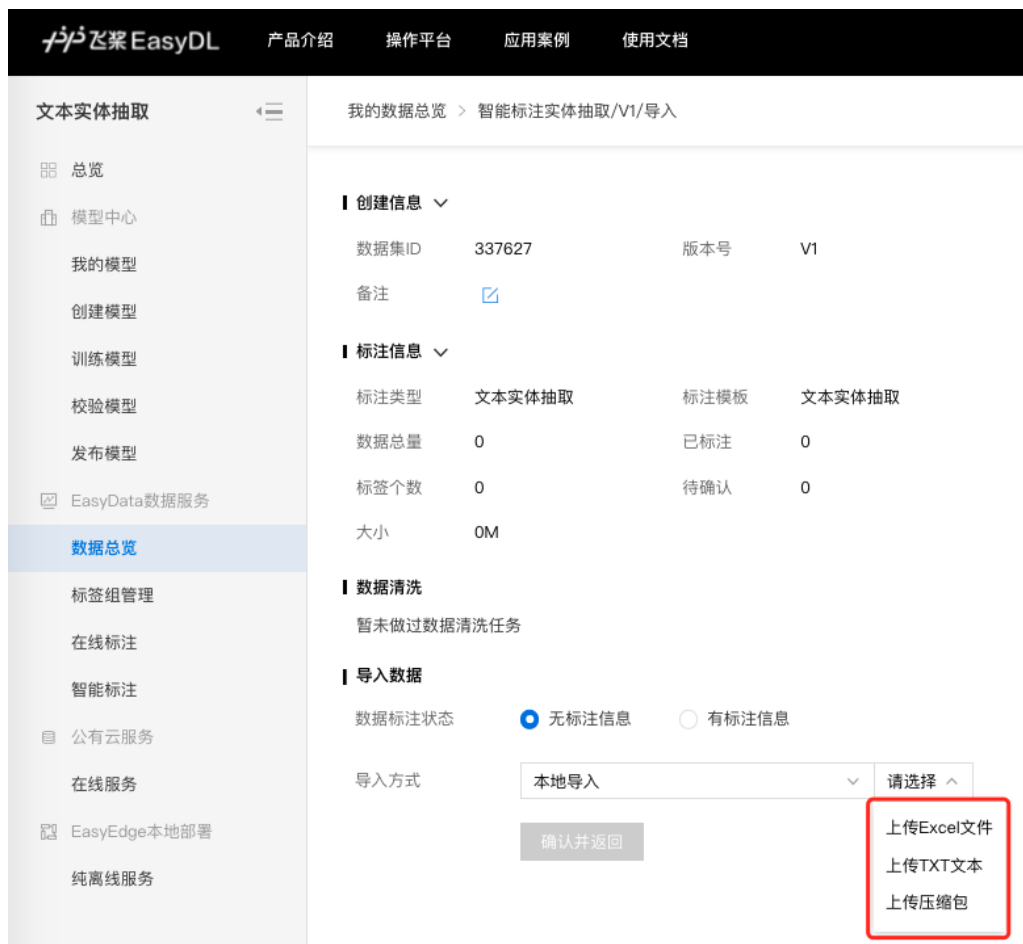 飞桨EasyDL 产品介绍 操作平台 应用案例 使用文档
文本实体抽取
总览
模型中心
我的模型
创建模型
训练模型
校验模型
发布模型
EasyData数据服务
数据总览
标签组管理
在线标注
智能标注
公有云服务
在线服务
EasyEdge本地部署
纯离线服务
我的数据总览 > 智能标注实体抽取/V1/导入
创建信息
数据集ID 337627 版本号 V1
备注
标注信息
标注类型 文本实体抽取 标注模板 文本实体抽取
数据总量 0 已标注 0
标签个数 0 待确认 0
大小 0M
数据清洗
暂未做过数据清洗任务
导入数据
数据标注状态 无标注信息 有标注信息
导入方式 本地导入 请选择
上传Excel文件
上传TXT文本
上传压缩包
确认并返回